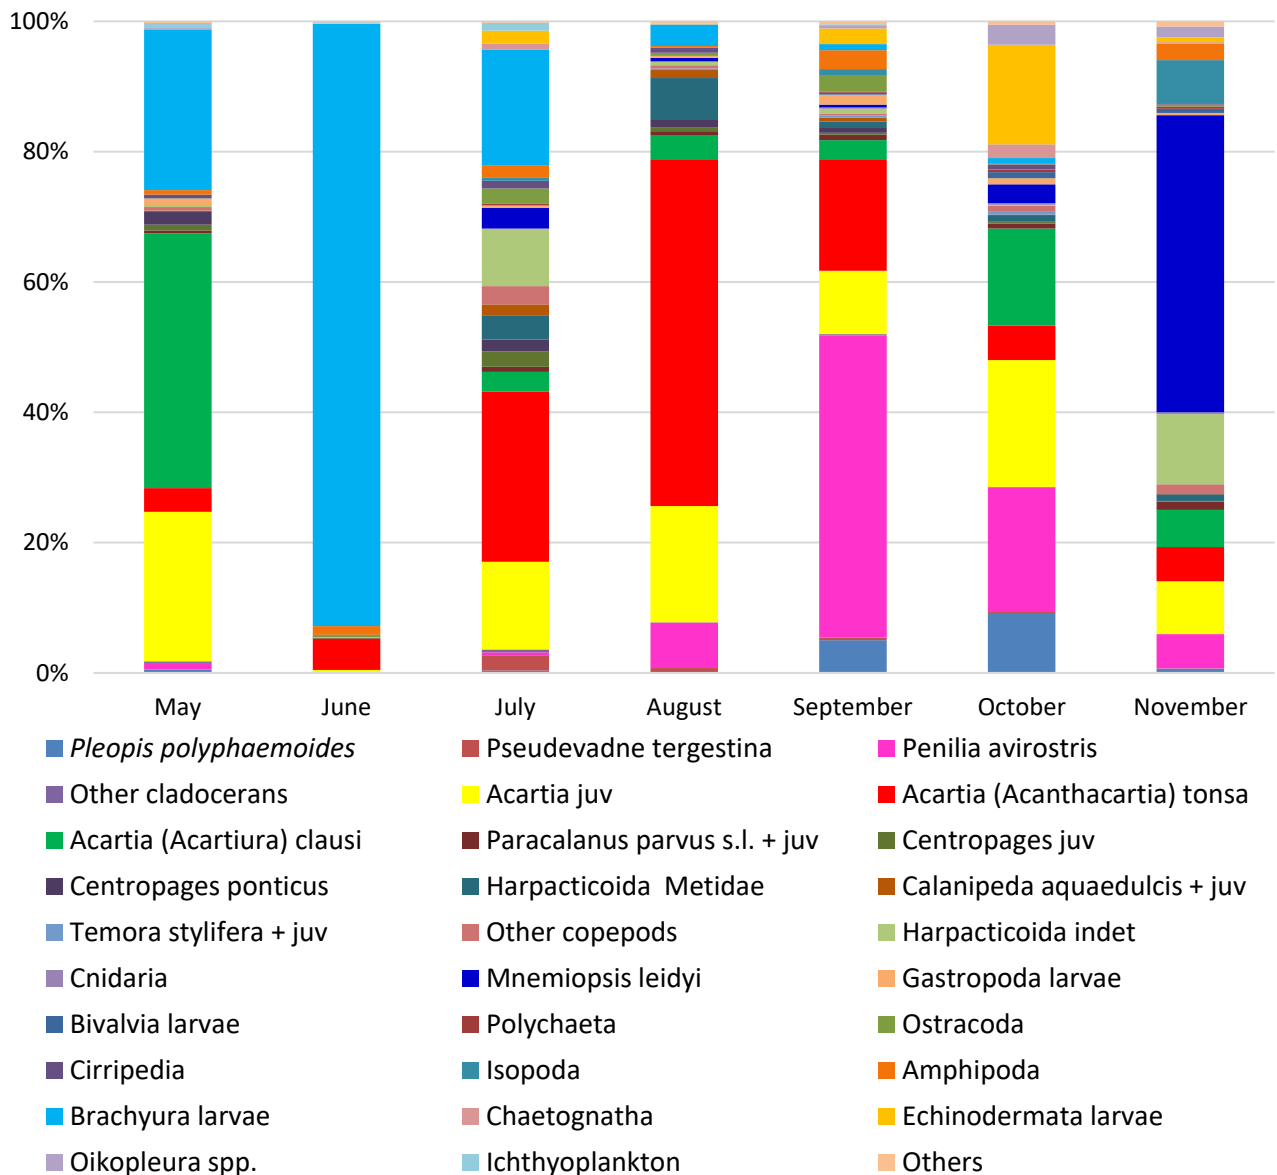 100%
80%
60%
40%
20%
0%
May June July August September October November
Pleopis polyphaemoides Pseudevadne tergestina Penilia avirostris
Other cladocerans Acartia juv Acartia (Acanthacartia) tonsa
Acartia (Acartiura) clausi Paracalanus parvus s.l. + juv Centropages juv
Centropages ponticus Harpacticoida Metidae Calanipeda aquaedulcis + juv
Temora stylifera + juv Other copepods Harpacticoida indet
Cnidaria Mnemiopsis leidyi Gastropoda larvae
Bivalvia larvae Polychaeta Ostracoda
Cirripedia Isopoda Amphipoda
Brachyura larvae Chaetognatha Echinodermata larvae
Oikopleura spp. Ichthyoplankton Others